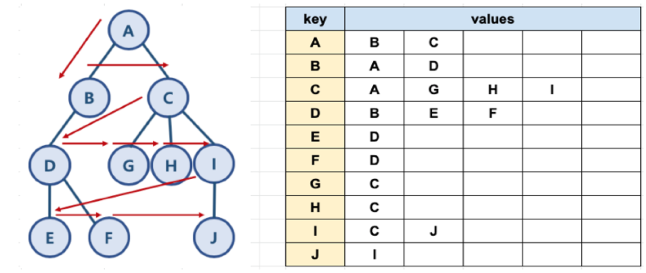 A
B C
D G H I
E F J
key values
A B C
B A D
C A G H I
D B E F
E D
F D
G C
H C
I C J
J I